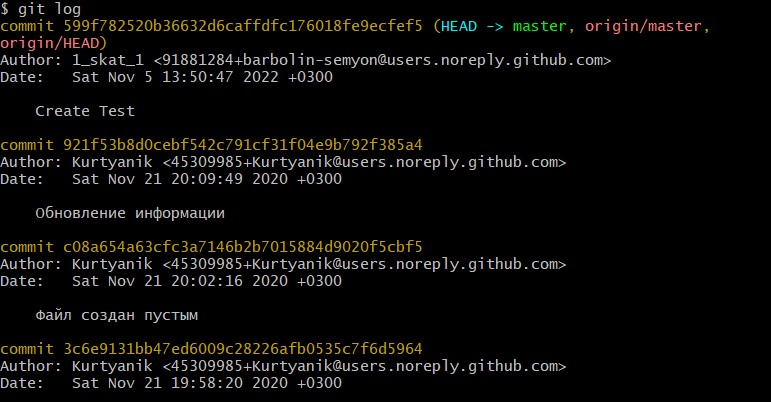 $ git log
commit 599f782520b36632d6caffdfc176018fe9ecfef5 (HEAD -> master, origin/master,
origin/HEAD)
Author: 1_skat_1 <91881284+barbolin-semyon@users.noreply.github.com>
Date:   Sat Nov 5 13:50:47 2022 +0300
Create Test
commit 921f53b8d0cebf542c791cf31f04e9b792f385a4
Author: Kurtyanik <45309985+Kurtyanik@users.noreply.github.com>
Date:   Sat Nov 21 20:09:49 2020 +0300
Обновление информации
commit c08a654a63cfc3a7146b2b7015884d9020f5cbf5
Author: Kurtyanik <45309985+Kurtyanik@users.noreply.github.com>
Date:   Sat Nov 21 20:02:16 2020 +0300
Файл создан пустым
commit 3c6e9131bb47ed6009c28226afb0535c7f6d5964
Author: Kurtyanik <45309985+Kurtyanik@users.noreply.github.com>
Date:   Sat Nov 21 19:58:20 2020 +0300